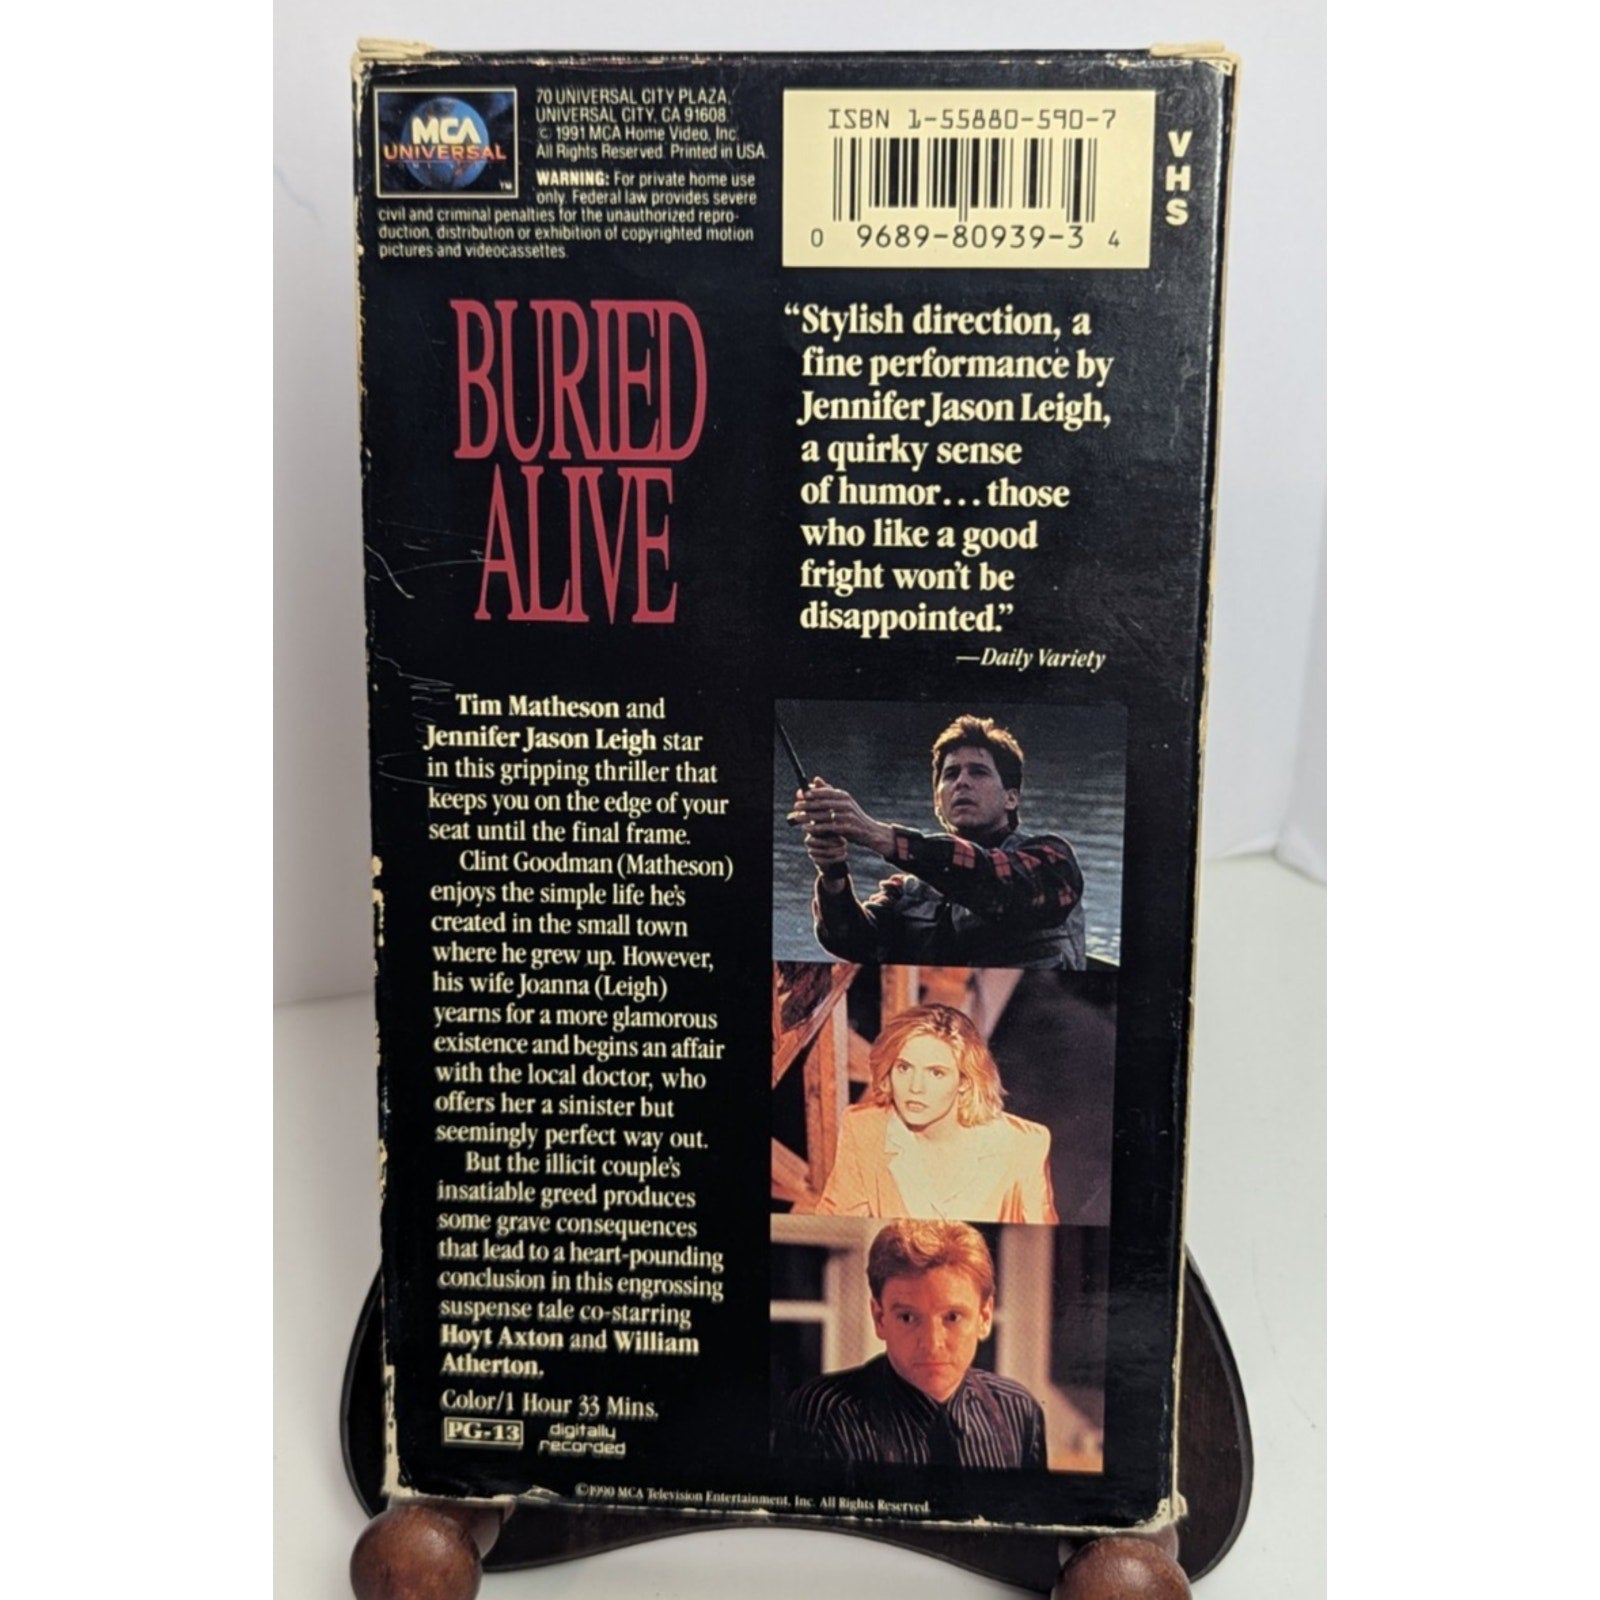 MCA
UNIVERSAL
TM
70 UNIVERSAL CITY PLAZA,
UNIVERSAL CITY, CA 91608.
© 1991 MCA Home Video, Inc.
All Rights Reserved. Printed in USA.
WARNING: For private home use
only. Federal law provides severe
civil and criminal penalties for the unauthorized repro-
duction, distribution or exhibition of copyrighted motion
pictures and videocassettes.
ISBN 1-55880-590-7
0 9689-80939-3 4
VHS
BURIED
ALIVE
“Stylish direction, a
fine performance by
Jennifer Jason Leigh,
a quirky sense
of humor...those
who like a good
fright won't be
disappointed.”
—Daily Variety
Tim Matheson and
Jennifer Jason Leigh star
in this gripping thriller that
keeps you on the edge of your
seat until the final frame.
Clint Goodman (Matheson)
enjoys the simple life he's
created in the small town
where he grew up. However,
his wife Joanna (Leigh)
yearns for a more glamorous
existence and begins an affair
with the local doctor, who
offers her a sinister but
seemingly perfect way out.
But the illicit couple's
insatiable greed produces
some grave consequences
that lead to a heart-pounding
conclusion in this engrossing
suspense tale co-starring
Hoyt Axton and William
Atherton.
Color/1 Hour 33 Mins.
PG-13
digitally
recorded
©1990 MCA Television Entertainment, Inc. All Rights Reserved.